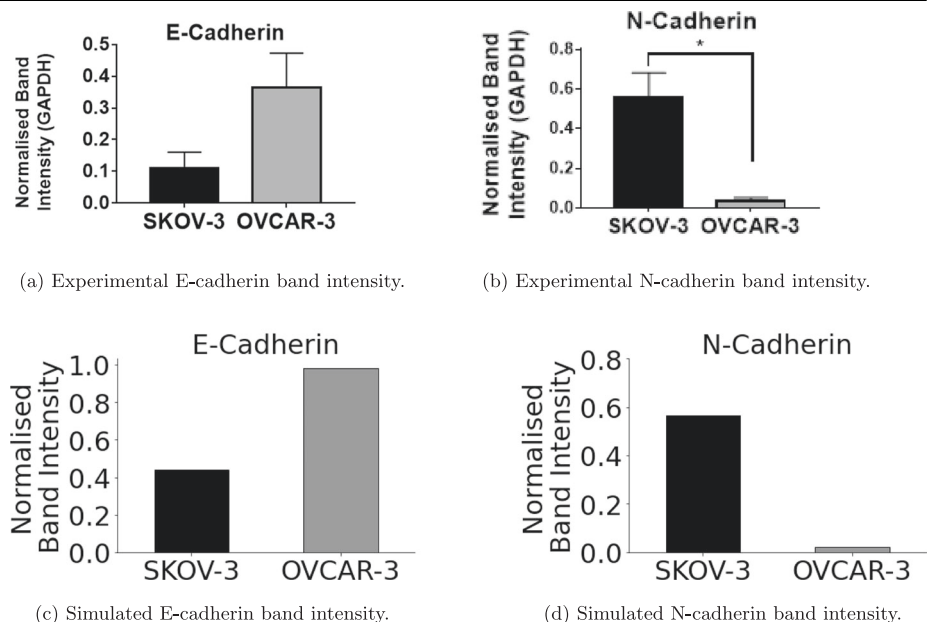 E-Cadherin
Normalised Band
Intensity (GAPDH)
0.5
0.4
0.3
0.2
0.1
0.0
SKOV-3 OVCAR-3
(a) Experimental E-cadherin band intensity.
N-Cadherin
*
Normalised Band
Intensity (GAPDH)
0.8
0.6
0.4
0.2
0.0
SKOV-3 OVCAR-3
(b) Experimental N-cadherin band intensity.
E-Cadherin
Normalised
Band Intensity
1.0
0.8
0.6
0.4
0.2
0.0
SKOV-3 OVCAR-3
(c) Simulated E-cadherin band intensity.
N-Cadherin
Normalised
Band Intensity
0.8
0.6
0.4
0.2
0.0
SKOV-3 OVCAR-3
(d) Simulated N-cadherin band intensity.